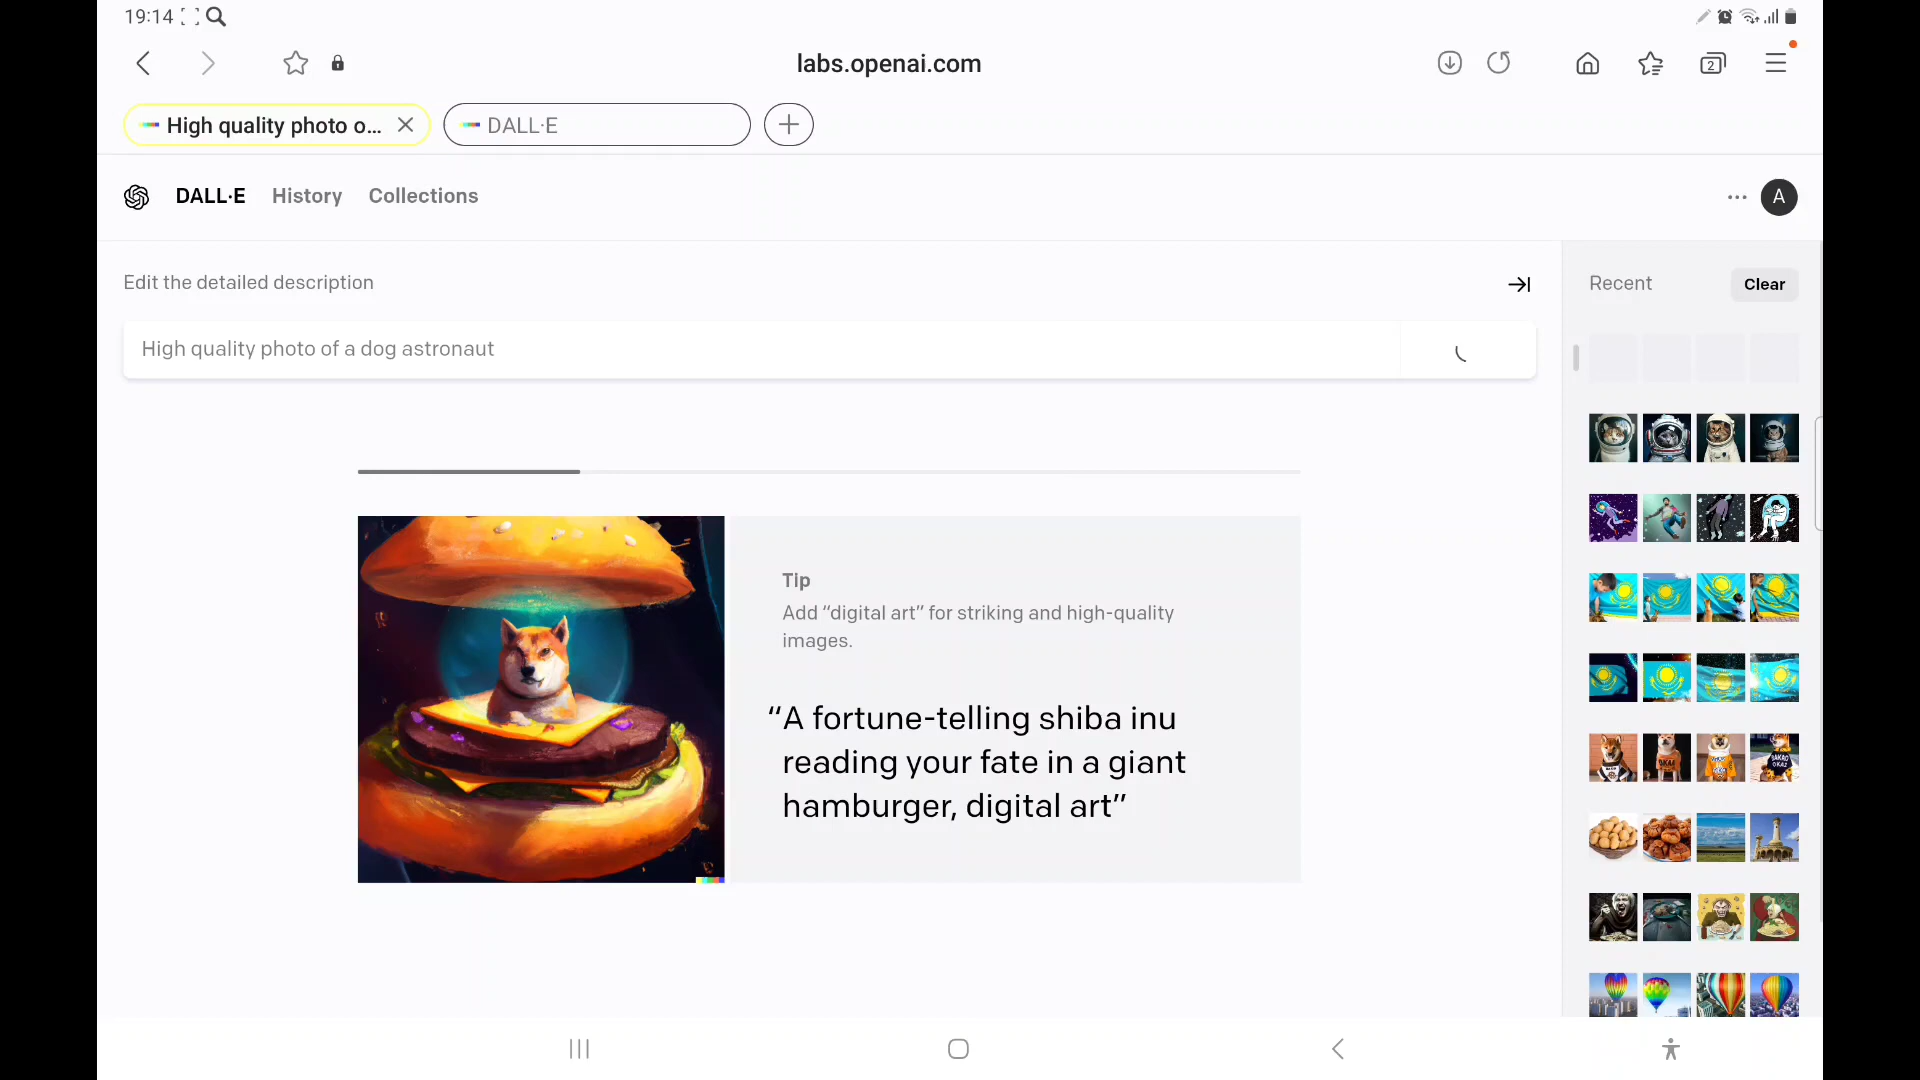 19:14
labs.openai.com
2
High quality photo o...
DALL·E
DALL·E History Collections
A
Edit the detailed description
Recent
Clear
High quality photo of a dog astronaut
Tip
Add “digital art” for striking and high-quality
images.
“A fortune-telling shiba inu
reading your fate in a giant
hamburger, digital art”